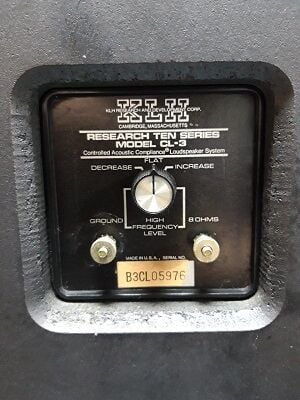 KLH
KLH RESEARCH AND DEVELOPMENT CORP.
CAMBRIDGE, MASSACHUSETTS
RESEARCH TEN SERIES
MODEL CL-3
Controlled Acoustic Compliance® Loudspeaker System
FLAT
DECREASE INCREASE
GROUND HIGH 8 OHMS
FREQUENCY
LEVEL
MADE IN U.S.A., SERIAL NO.
B3CL05976